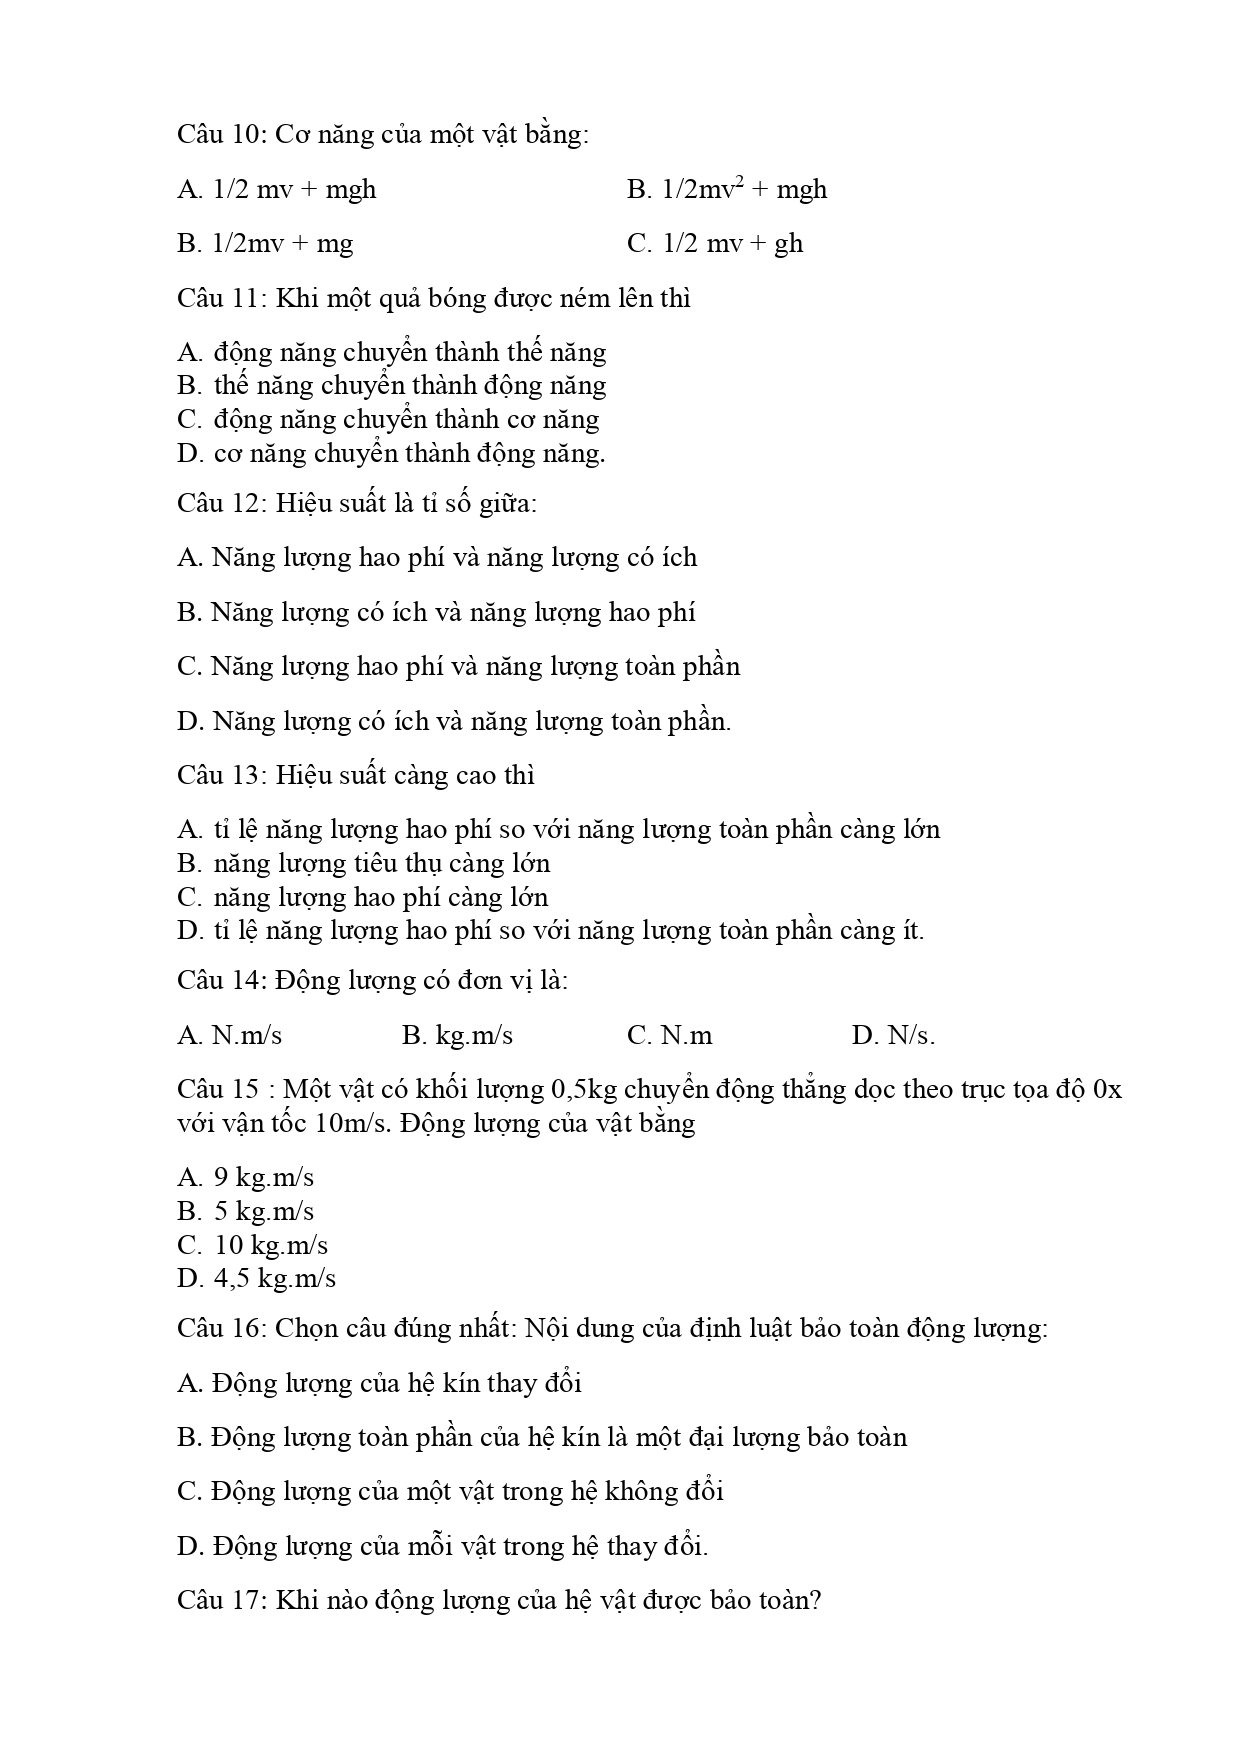 Câu 10: Cơ năng của một vật bằng:
A. 1/2 mv + mgh B. 1/2mv² + mgh
B. 1/2mv + mg C. 1/2 mv + gh
Câu 11: Khi một quả bóng được ném lên thì
A. động năng chuyển thành thế năng
B. thế năng chuyển thành động năng
C. động năng chuyển thành cơ năng
D. cơ năng chuyển thành động năng.
Câu 12: Hiệu suất là tỉ số giữa:
A. Năng lượng hao phí và năng lượng có ích
B. Năng lượng có ích và năng lượng hao phí
C. Năng lượng hao phí và năng lượng toàn phần
D. Năng lượng có ích và năng lượng toàn phần.
Câu 13: Hiệu suất càng cao thì
A. tỉ lệ năng lượng hao phí so với năng lượng toàn phần càng lớn
B. năng lượng tiêu thụ càng lớn
C. năng lượng hao phí càng lớn
D. tỉ lệ năng lượng hao phí so với năng lượng toàn phần càng ít.
Câu 14: Động lượng có đơn vị là:
A. N.m/s B. kg.m/s C. N.m D. N/s.
Câu 15 : Một vật có khối lượng 0,5kg chuyển động thẳng dọc theo trục tọa độ 0x
với vận tốc 10m/s. Động lượng của vật bằng
A. 9 kg.m/s
B. 5 kg.m/s
C. 10 kg.m/s
D. 4,5 kg.m/s
Câu 16: Chọn câu đúng nhất: Nội dung của định luật bảo toàn động lượng:
A. Động lượng của hệ kín thay đổi
B. Động lượng toàn phần của hệ kín là một đại lượng bảo toàn
C. Động lượng của một vật trong hệ không đổi
D. Động lượng của mỗi vật trong hệ thay đổi.
Câu 17: Khi nào động lượng của hệ vật được bảo toàn?